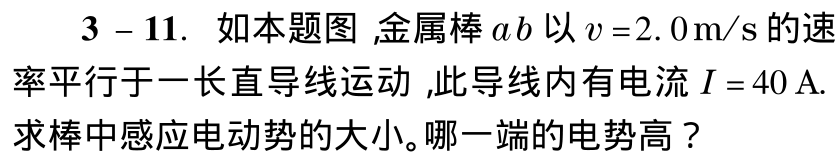 3 – 11. 如本题图,金属棒 ab 以 v = 2.0 m/s 的速
率平行于一长直导线运动,此导线内有电流 I = 40 A.
求棒中感应电动势的大小。哪一端的电势高?